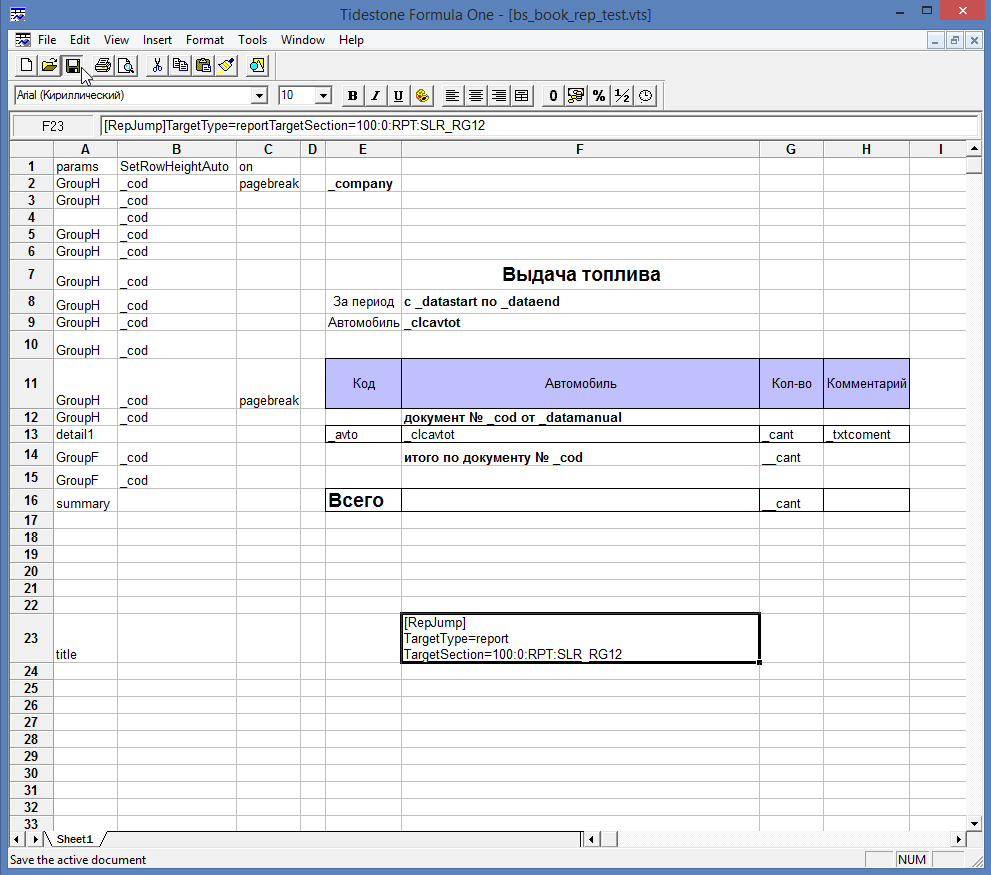 Tidestone Formula One - [bs_book_rep_test.vts]
File Edit View Insert Format Tools Window Help
Arial (Кириллический) 10 B I U 0 % ½
F23 [RepJump]TargetType=reportTargetSection=100:0:RPT:SLR_RG12
A B C D E F G H I
1 params SetRowHeightAuto on
2 GroupH _cod pagebreak _company
3 GroupH _cod
4 _cod
5 GroupH _cod
6 GroupH _cod
7 GroupH _cod Выдача топлива
8 GroupH _cod За период с _datastart по _dataend
9 GroupH _cod Автомобиль _clcavtot
10 GroupH _cod
11 GroupH _cod pagebreak Код Автомобиль Кол-во Комментарий
12 GroupH _cod документ № _cod от _datamanual
13 detail1 _avto _clcavtot _cant _txtcoment
14 GroupF _cod итого по документу № _cod __cant
15 GroupF _cod
16 summary Всего __cant
17
18
19
20
21
22
[RepJump]
23 TargetType=report
title TargetSection=100:0:RPT:SLR_RG12
24
25
26
27
28
29
30
31
32
33
Sheet1
Save the active document NUM